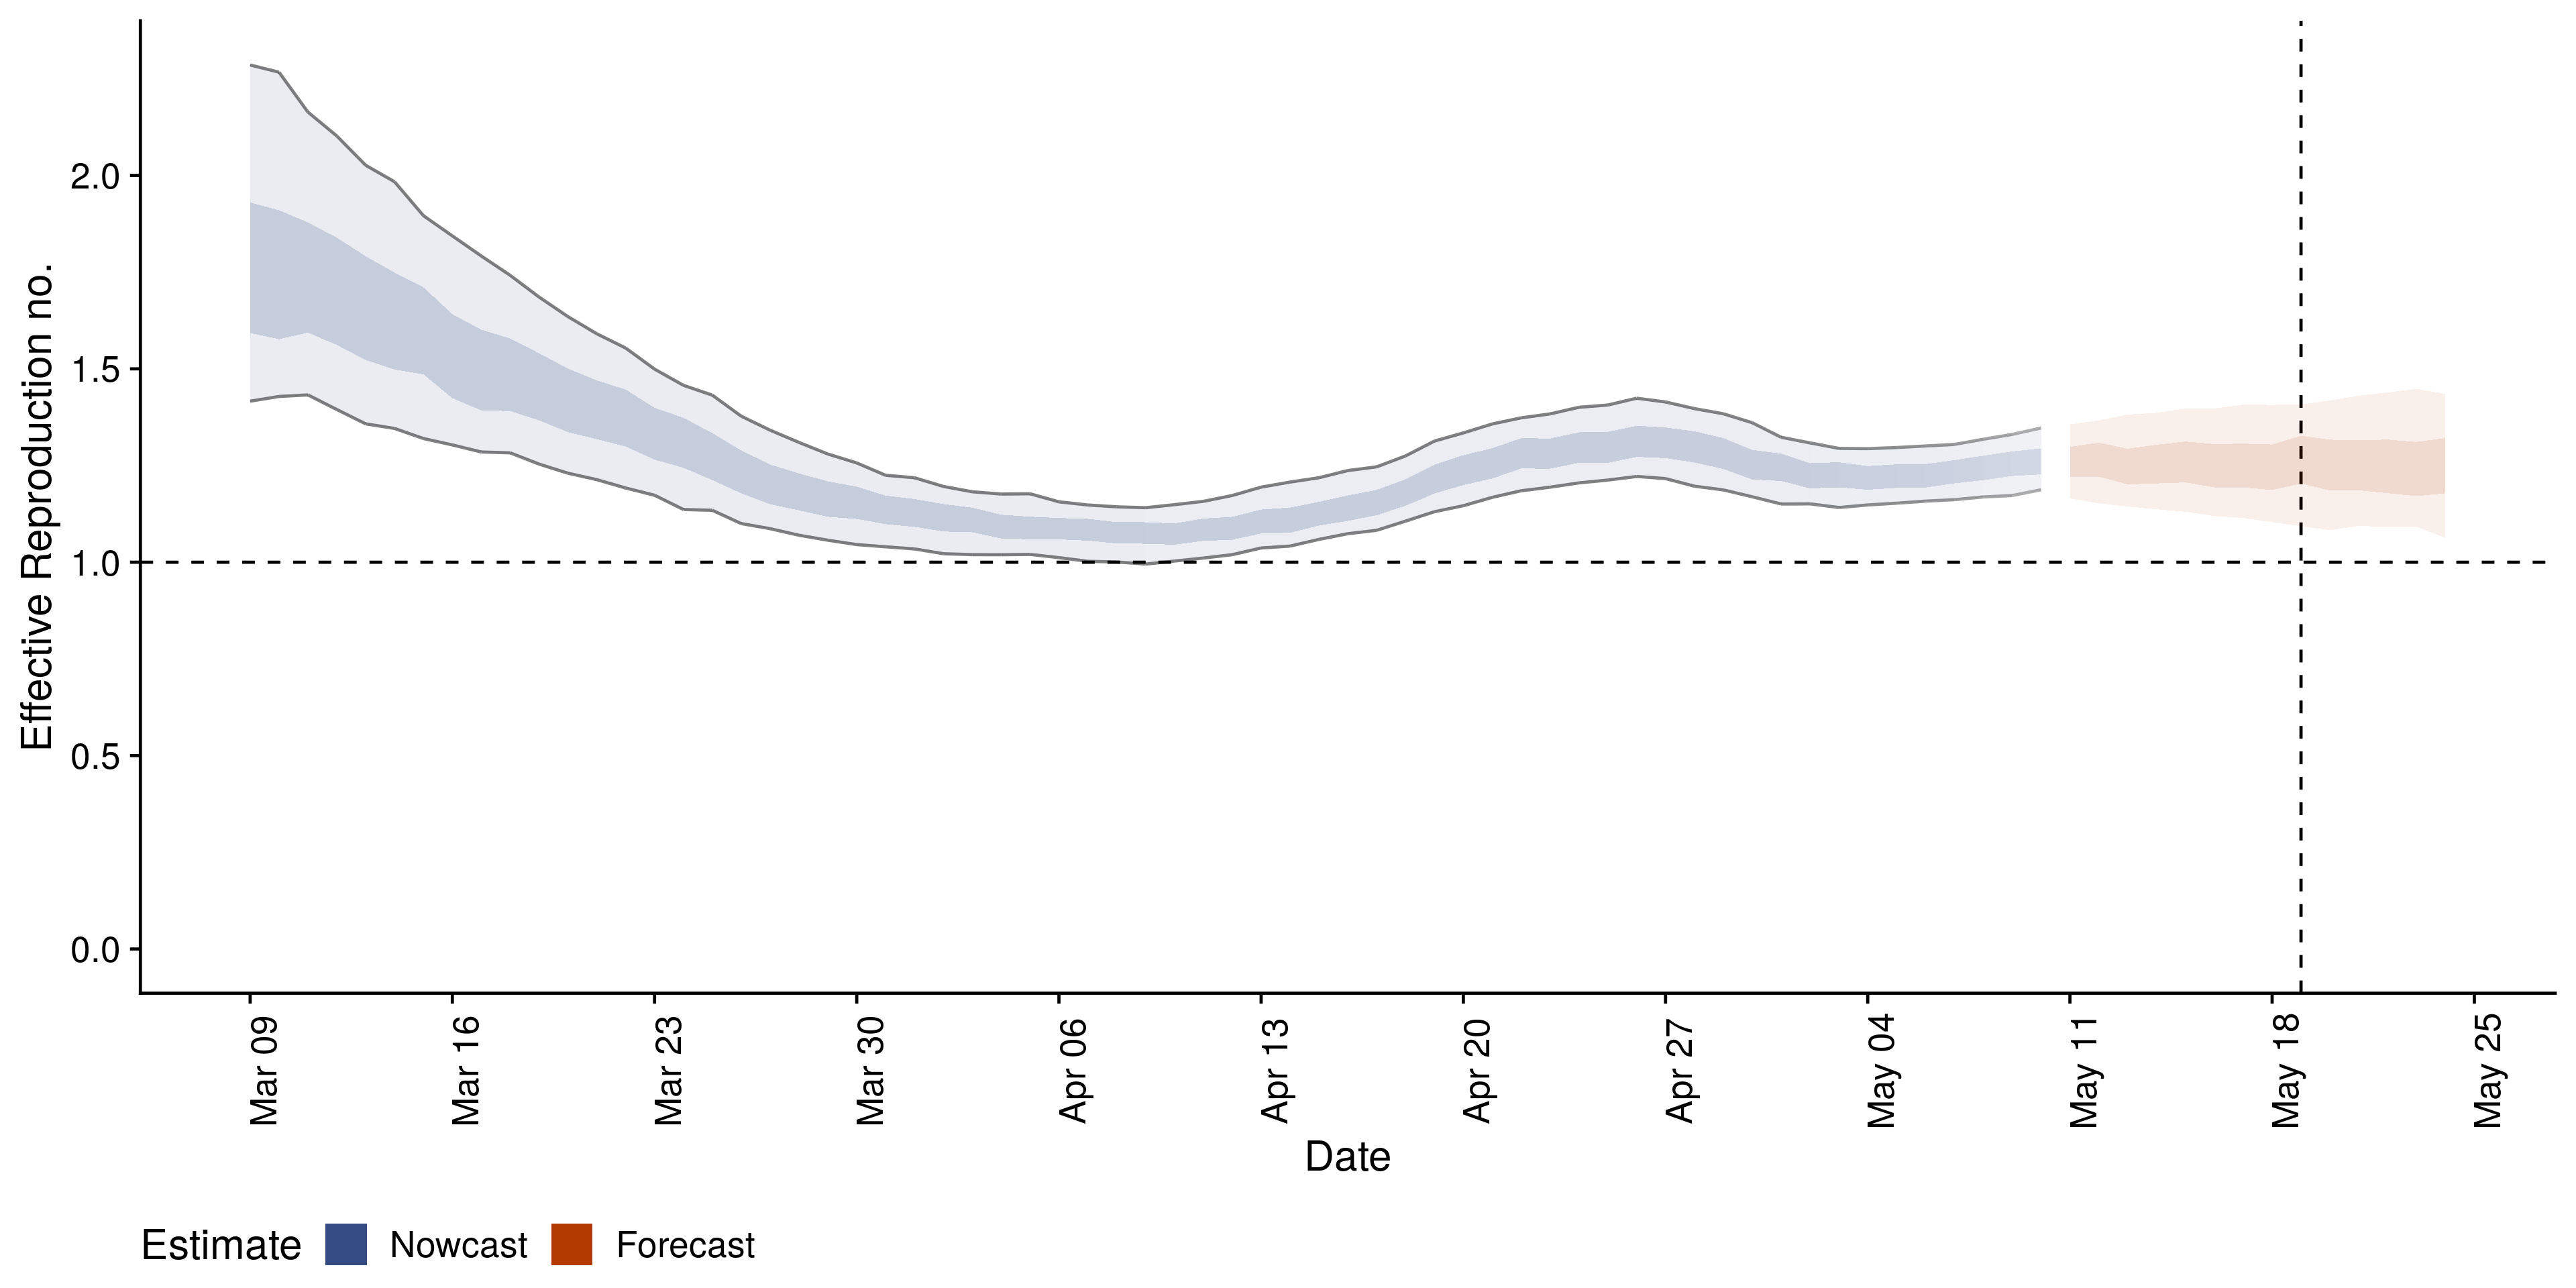 Effective Reproduction no.
2.0
1.5
1.0
0.5
0.0
Mar 09
Mar 16
Mar 23
Mar 30
Apr 06
Apr 13
Apr 20
Apr 27
May 04
May 11
May 18
May 25
Date
Estimate Nowcast Forecast